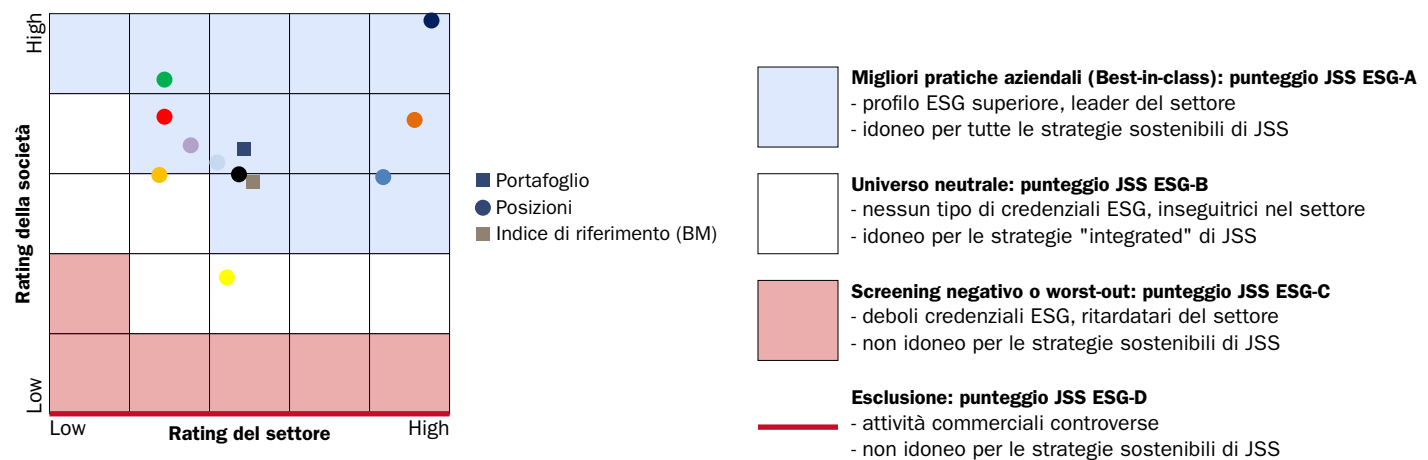 High
Rating della società
Low
Low
Rating del settore
High
Portafoglio
Posizioni
Indice di riferimento (BM)
Migliori pratiche aziendali (Best-in-class): punteggio JSS ESG-A
- profilo ESG superiore, leader del settore
- idoneo per tutte le strategie sostenibili di JSS
Universo neutrale: punteggio JSS ESG-B
- nessun tipo di credenziali ESG, inseguitrici nel settore
- idoneo per le strategie "integrated" di JSS
Screening negativo o worst-out: punteggio JSS ESG-C
- deboli credenziali ESG, ritardatari del settore
- non idoneo per le strategie sostenibili di JSS
Esclusione: punteggio JSS ESG-D
- attività commerciali controverse
- non idoneo per le strategie sostenibili di JSS